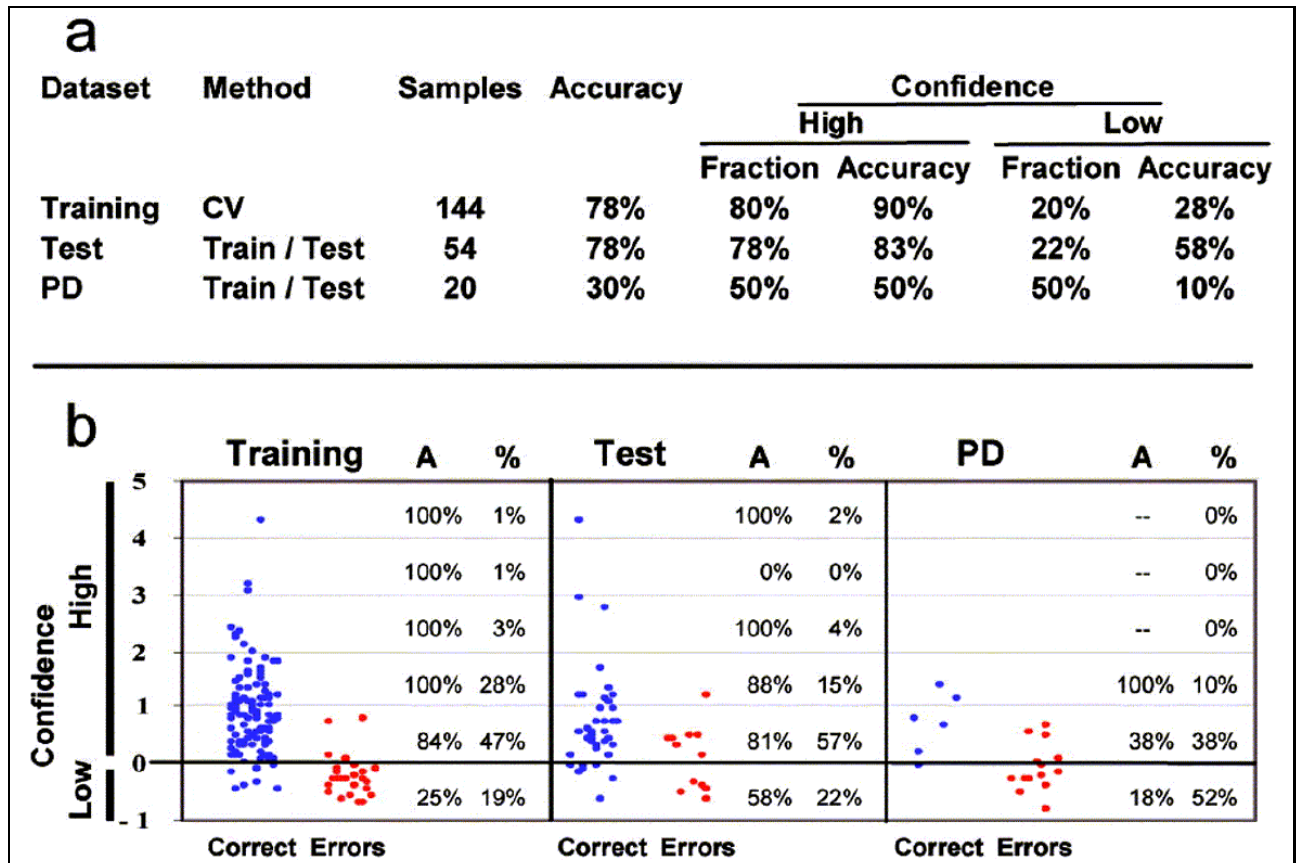 a
Dataset Method Samples Accuracy Confidence
High Low
Fraction Accuracy Fraction Accuracy
Training CV 144 78% 80% 90% 20% 28%
Test Train / Test 54 78% 78% 83% 22% 58%
PD Train / Test 20 30% 50% 50% 50% 10%
b
Training A % Test A % PD A %
5
100% 1% 100% 2% -- 0%
4
100% 1% 0% 0% -- 0%
3
100% 3% 100% 4% -- 0%
2
100% 28% 88% 15% 100% 10%
1
84% 47% 81% 57% 38% 38%
0
25% 19% 58% 22% 18% 52%
- 1
Confidence
High
Low
Correct Errors Correct Errors Correct Errors